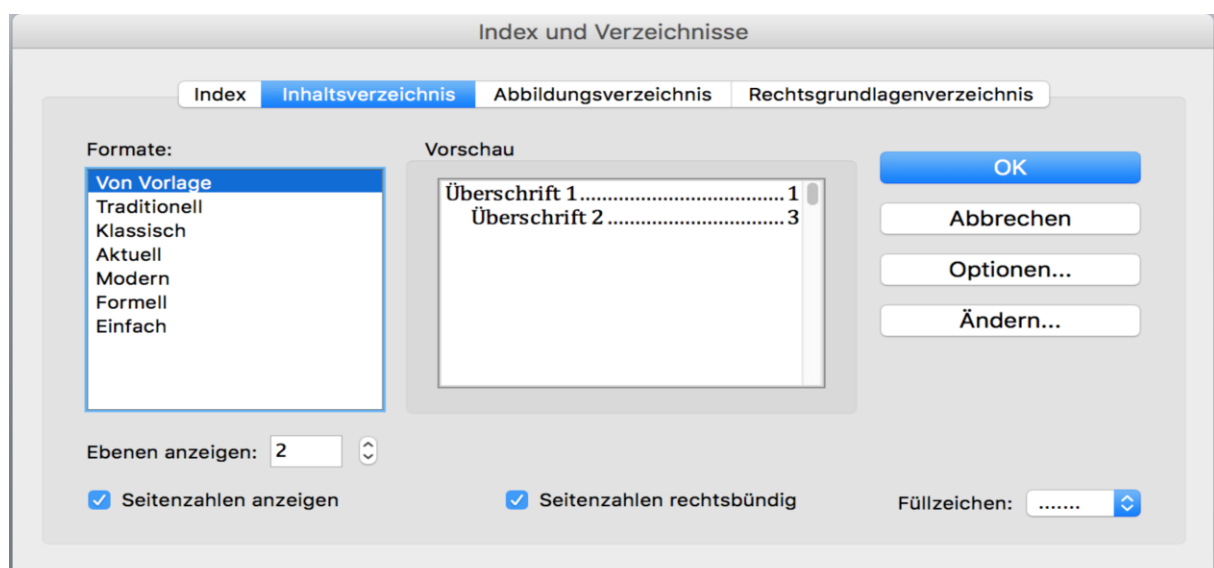 Index und Verzeichnisse
Index Inhaltsverzeichnis Abbildungsverzeichnis Rechtsgrundlagenverzeichnis
Formate:
Von Vorlage
Traditionell
Klassisch
Aktuell
Modern
Formell
Einfach
Vorschau
Überschrift 1.....................................1
Überschrift 2................................3
OK
Abbrechen
Optionen...
Ändern...
Ebenen anzeigen: 2
Seitenzahlen anzeigen
Seitenzahlen rechtsbündig
Füllzeichen: .......